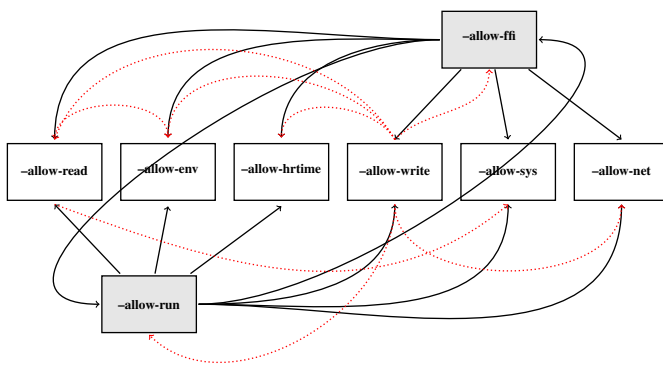 –allow-ffi
–allow-read
–allow-env
–allow-hrtime
–allow-write
–allow-sys
–allow-net
–allow-run